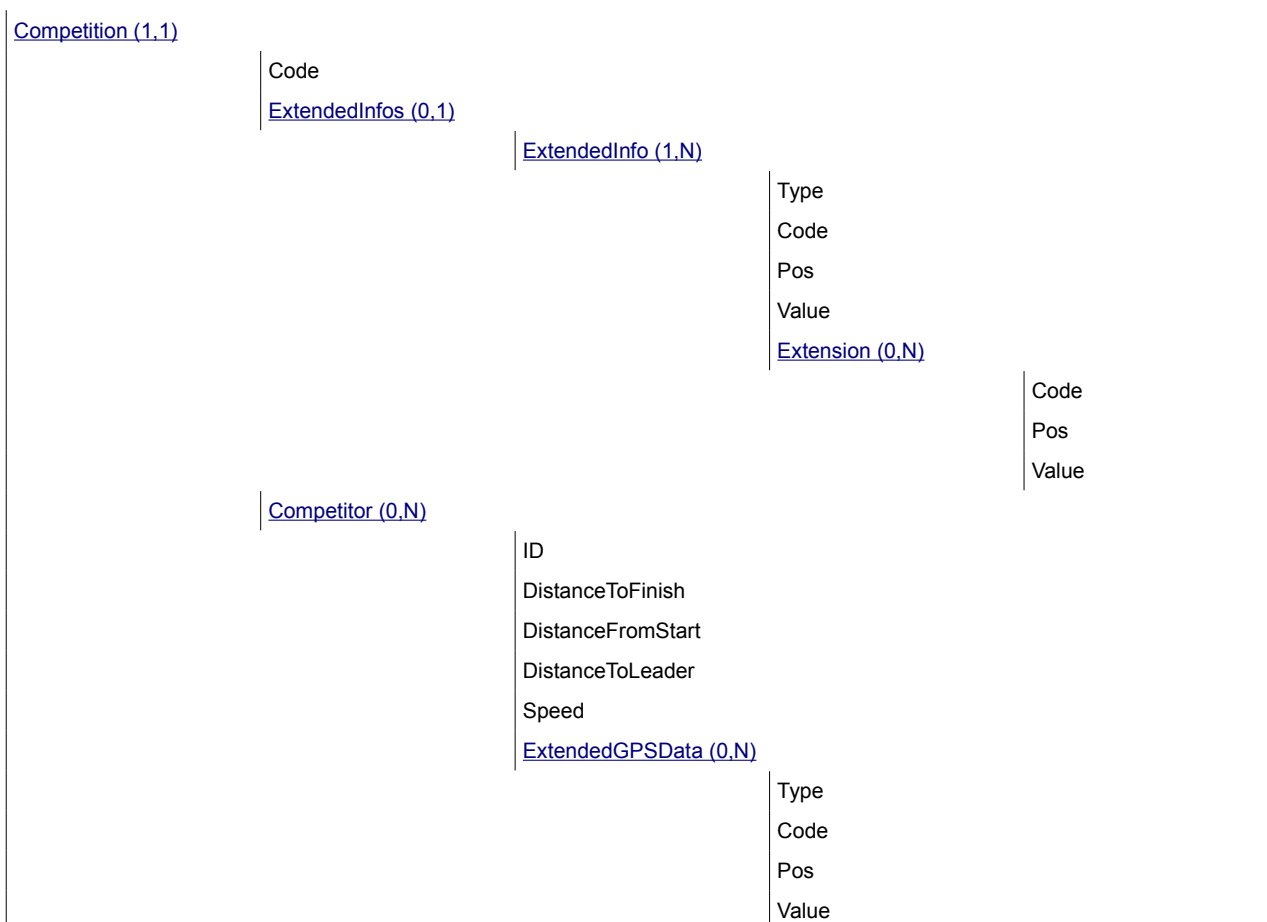 Competition (1,1)
Code
ExtendedInfos (0,1)
ExtendedInfo (1,N)
Type
Code
Pos
Value
Extension (0,N)
Code
Pos
Value
Competitor (0,N)
ID
DistanceToFinish
DistanceFromStart
DistanceToLeader
Speed
ExtendedGPSData (0,N)
Type
Code
Pos
Value